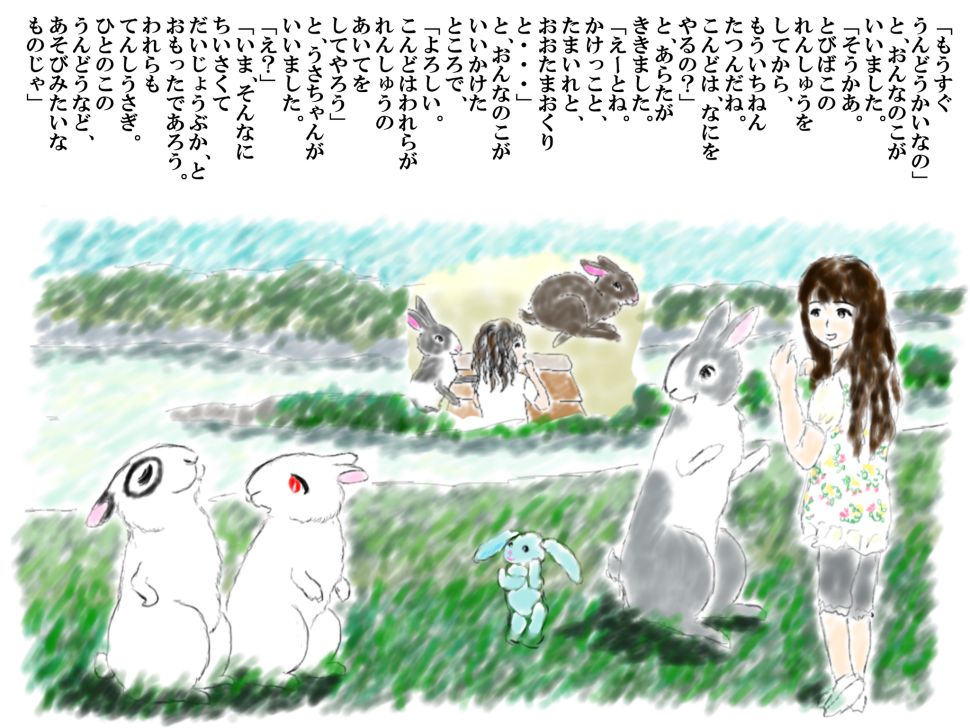 「もうすぐ
うんどうかいなの」
と、おんなのこが
いいました。
「そうかあ。
とびばこの
れんしゅうを
してから、
もういちねん
たつんだね。
こんどは、なにを
やるの？」
と、あらたが
ききました。
「えーとね。
かけっこと、
たまいれと、
おおたまおくり
と・・・」
と、おんなのこが
いいかけた
ところで、
「よろしい。
こんどはわれらが
れんしゅうの
あいてを
してやろう」
と、うさちゃんが
いいました。
「え？」
「いま、そんなに
ちいさくて
だいじょうぶか、と
おもったであろう。
われらも
てんしうさぎ。
ひとのこの
うんどうなど、
あそびみたいな
ものじゃ」